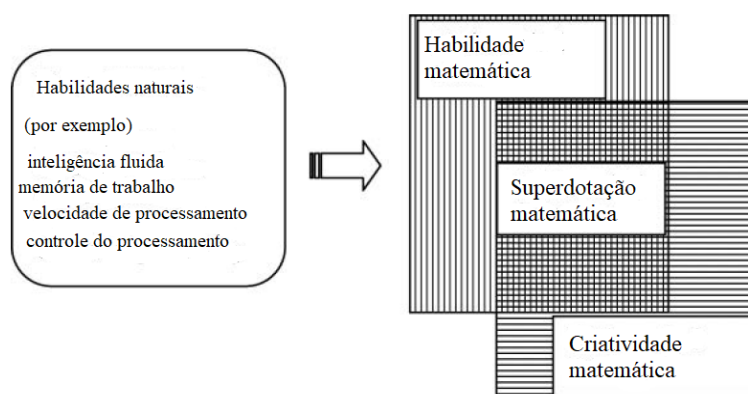 Habilidades naturais
(por exemplo)
inteligência fluida
memória de trabalho
velocidade de processamento
controle do processamento
Habilidade
matemática
Superdotação
matemática
Criatividade
matemática